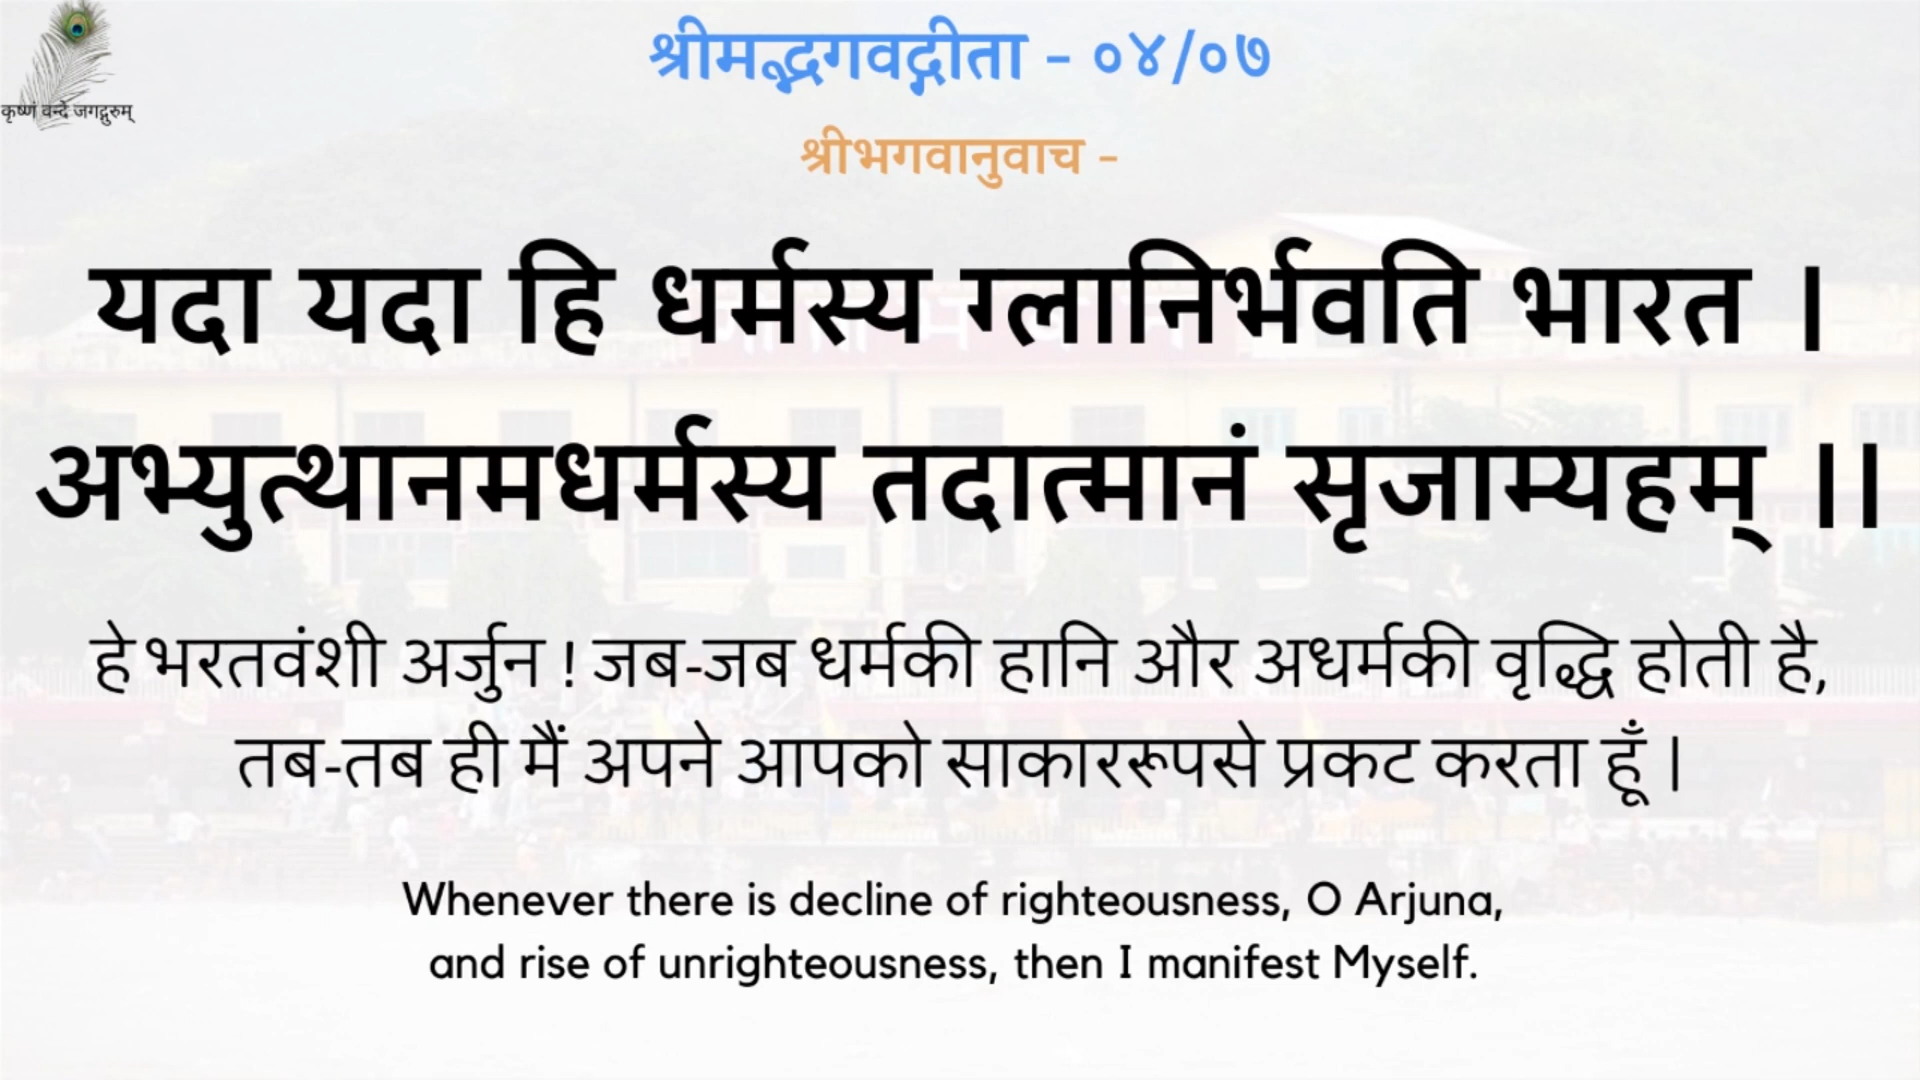 श्रीमद्भगवद्गीता - ०४/०७
कृष्णं वन्दे जगद्गुरुम्
श्रीभगवानुवाच -
यदा यदा हि धर्मस्य ग्लानिर्भवति भारत ।
अभ्युत्थानमधर्मस्य तदात्मानं सृजाम्यहम् ।।
हे भरतवंशी अर्जुन ! जब-जब धर्मकी हानि और अधर्मकी वृद्धि होती है,
तब-तब ही मैं अपने आपको साकाररूपसे प्रकट करता हूँ |
Whenever there is decline of righteousness, O Arjuna,
and rise of unrighteousness, then I manifest Myself.